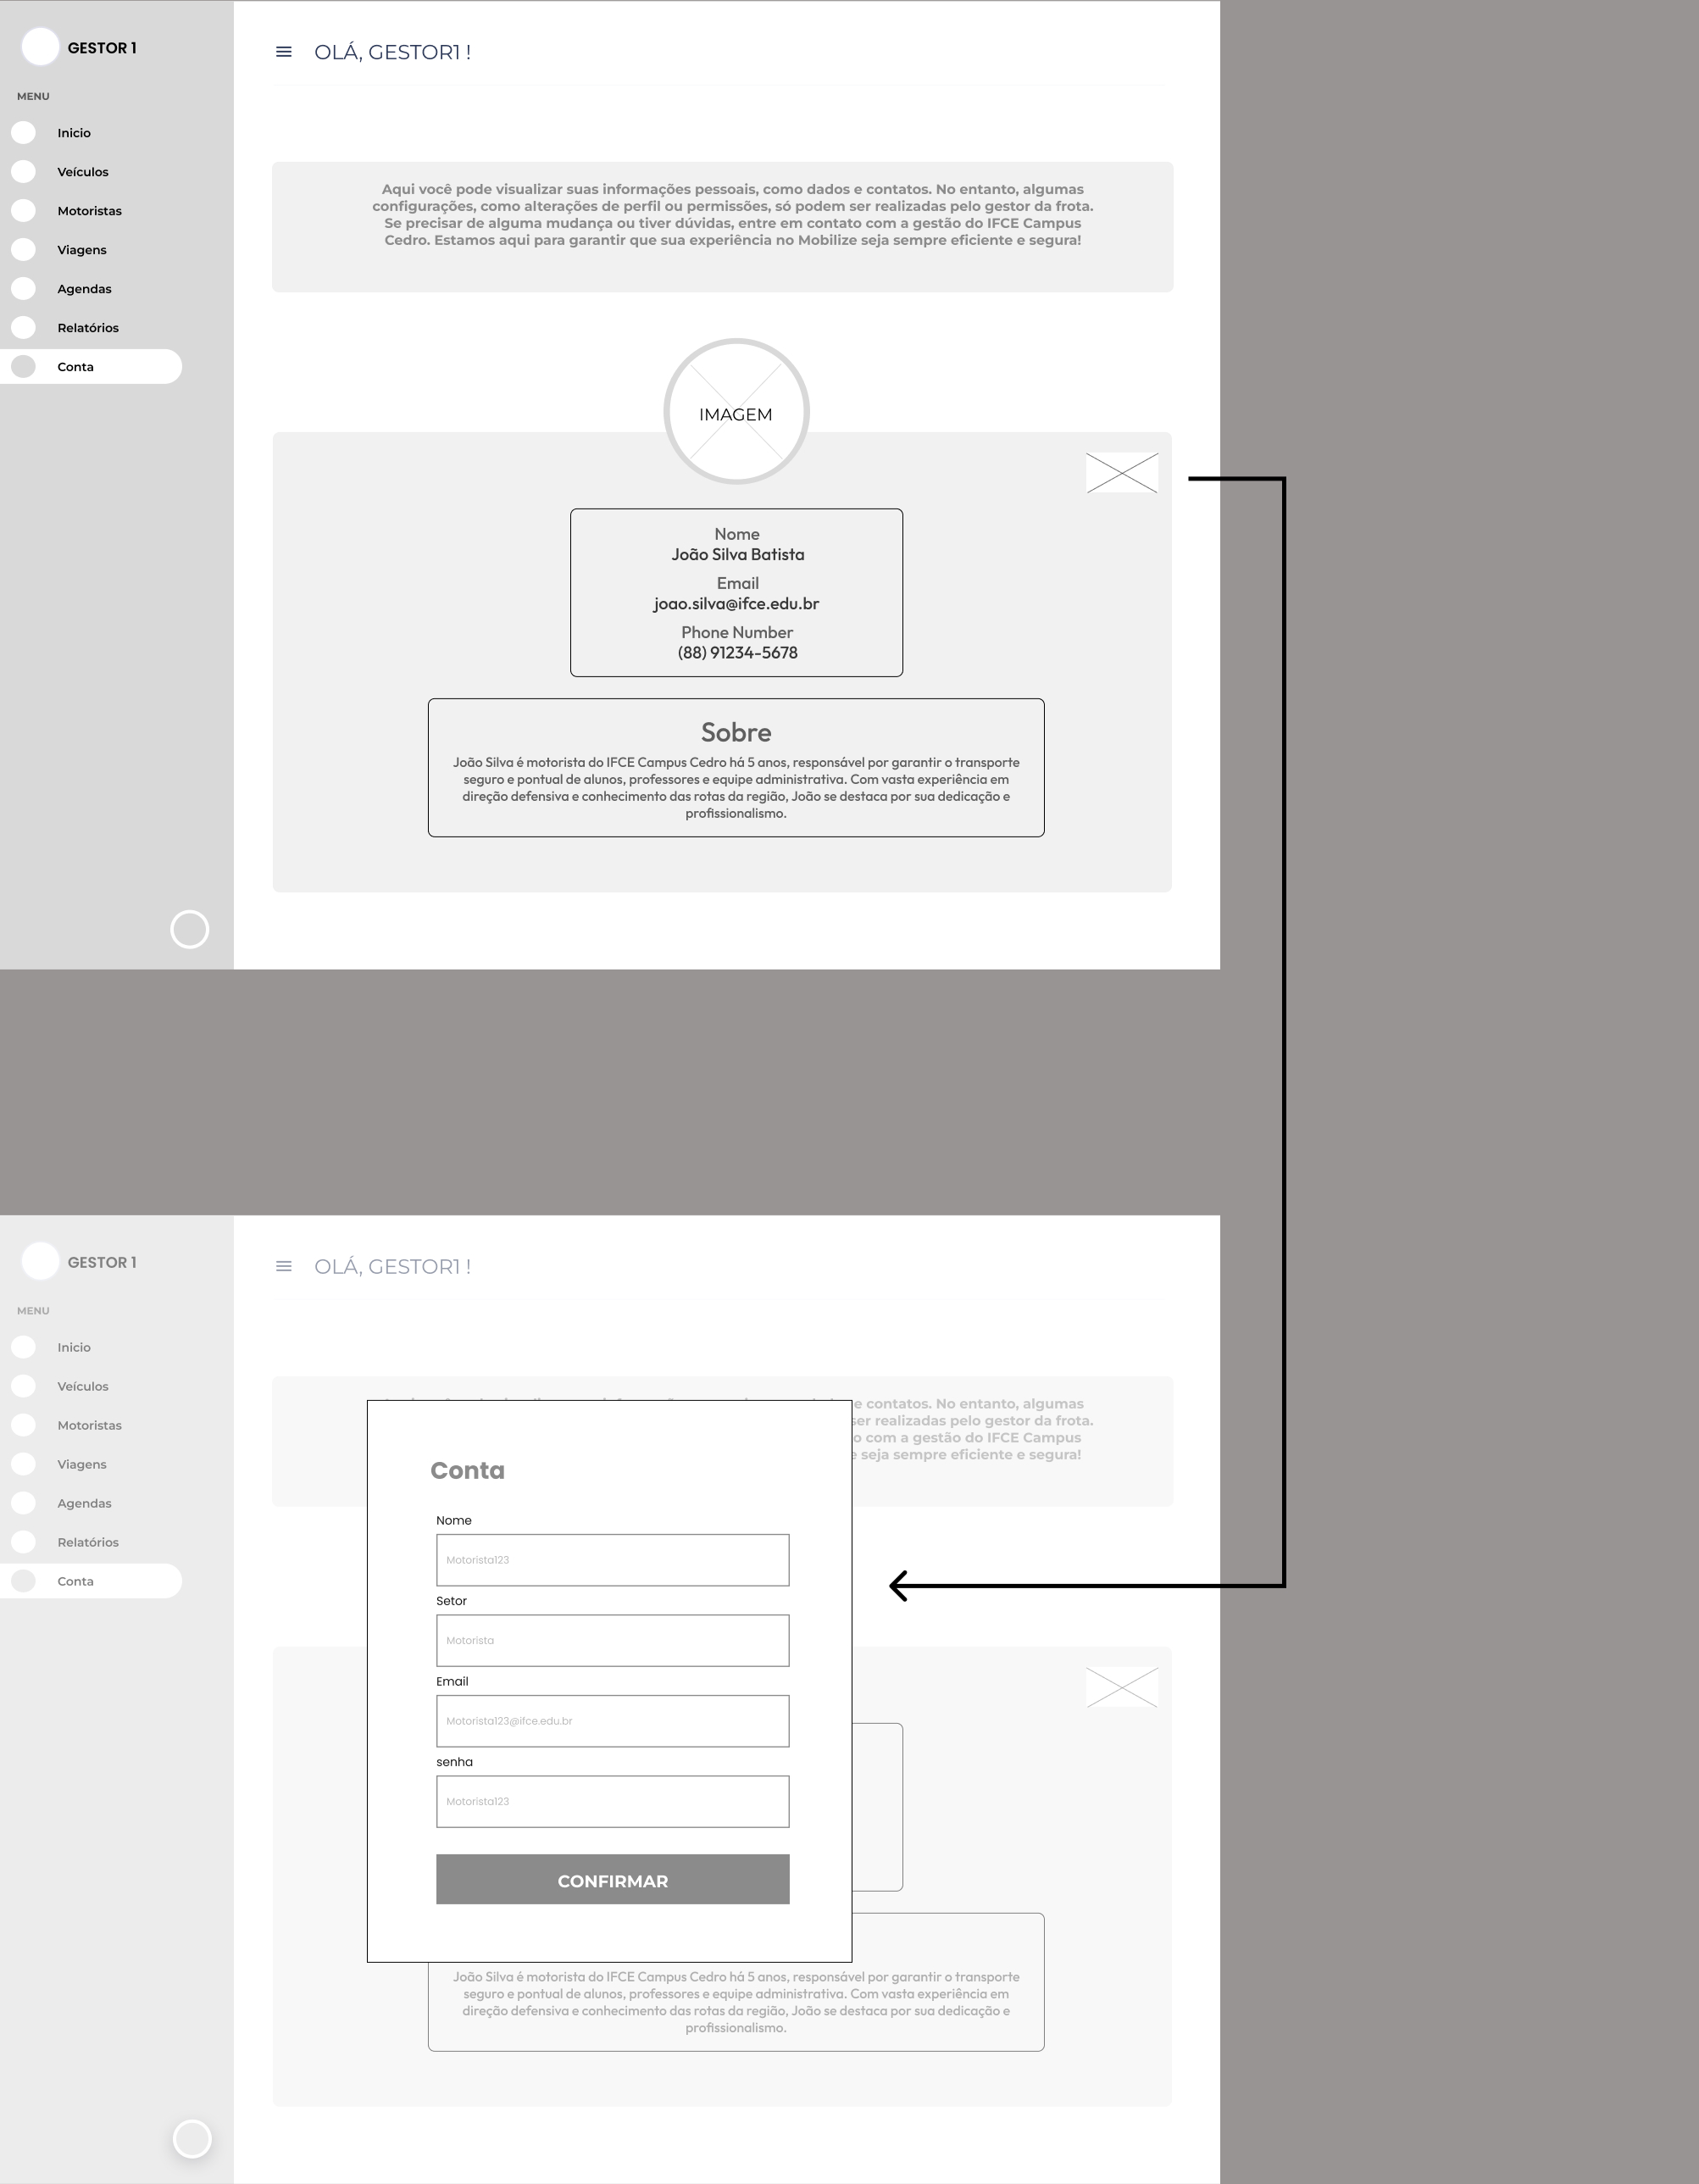 GESTOR 1
MENU
Inicio
Veículos
Motoristas
Viagens
Agendas
Relatórios
Conta
OLÁ, GESTOR1 !
Aqui você pode visualizar suas informações pessoais, como dados e contatos. No entanto, algumas
configurações, como alterações de perfil ou permissões, só podem ser realizadas pelo gestor da frota.
Se precisar de alguma mudança ou tiver dúvidas, entre em contato com a gestão do IFCE Campus
Cedro. Estamos aqui para garantir que sua experiência no Mobilize seja sempre eficiente e segura!
IMAGEM
Nome
João Silva Batista
Email
joao.silva@ifce.edu.br
Phone Number
(88) 91234-5678
Sobre
João Silva é motorista do IFCE Campus Cedro há 5 anos, responsável por garantir o transporte
seguro e pontual de alunos, professores e equipe administrativa. Com vasta experiência em
direção defensiva e conhecimento das rotas da região, João se destaca por sua dedicação e
profissionalismo.
GESTOR 1
MENU
Inicio
Veículos
Motoristas
Viagens
Agendas
Relatórios
Conta
OLÁ, GESTOR1 !
e contatos. No entanto, algumas
ser realizadas pelo gestor da frota.
o com a gestão do IFCE Campus
e seja sempre eficiente e segura!
Conta
Nome
Motorista123
Setor
Motorista
Email
Motorista123@ifce.edu.br
senha
Motorista123
CONFIRMAR
João Silva é motorista do IFCE Campus Cedro há 5 anos, responsável por garantir o transporte
seguro e pontual de alunos, professores e equipe administrativa. Com vasta experiência em
direção defensiva e conhecimento das rotas da região, João se destaca por sua dedicação e
profissionalismo.